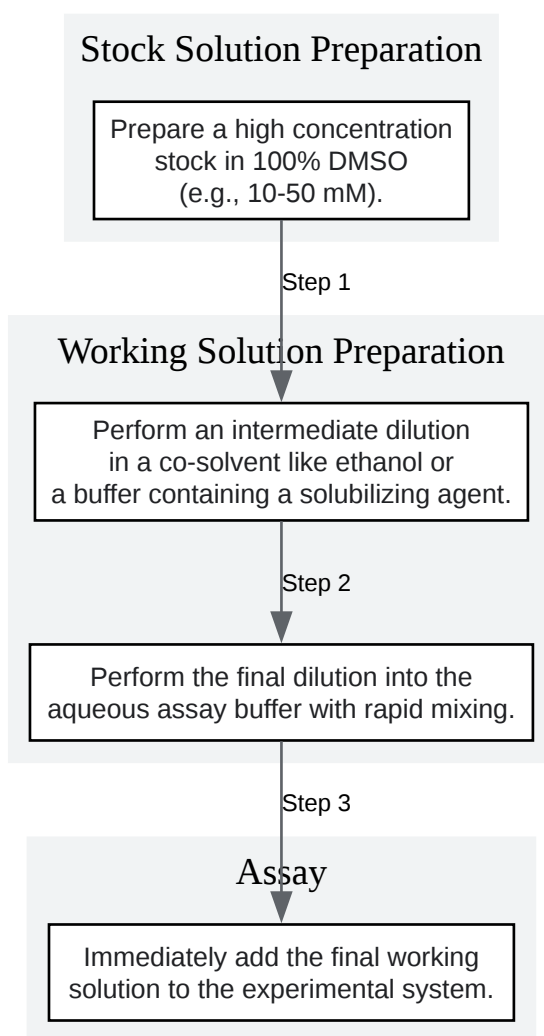 Stock Solution Preparation
Prepare a high concentration
stock in 100% DMSO
(e.g., 10-50 mM).
Step 1
Working Solution Preparation
Perform an intermediate dilution
in a co-solvent like ethanol or
a buffer containing a solubilizing agent.
Step 2
Perform the final dilution into the
aqueous assay buffer with rapid mixing.
Step 3
Assay
Immediately add the final working
solution to the experimental system.